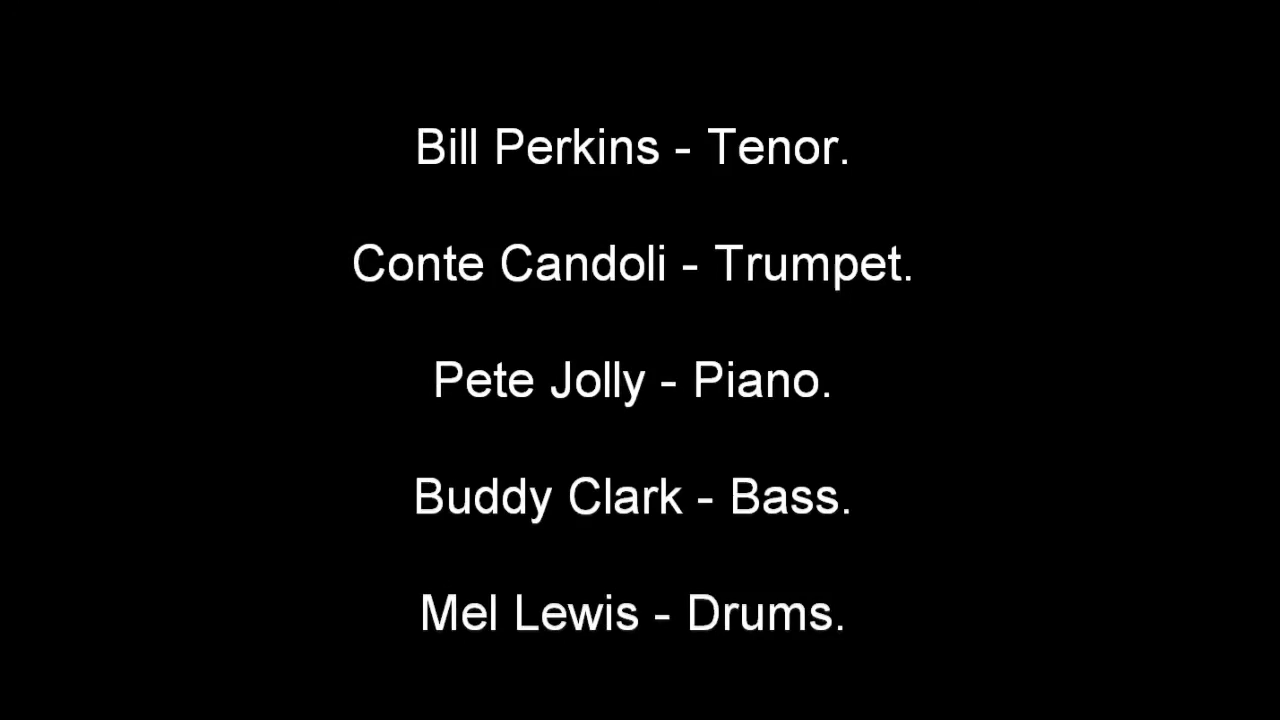 Bill Perkins - Tenor.
Conte Candoli - Trumpet.
Pete Jolly - Piano.
Buddy Clark - Bass.
Mel Lewis - Drums.